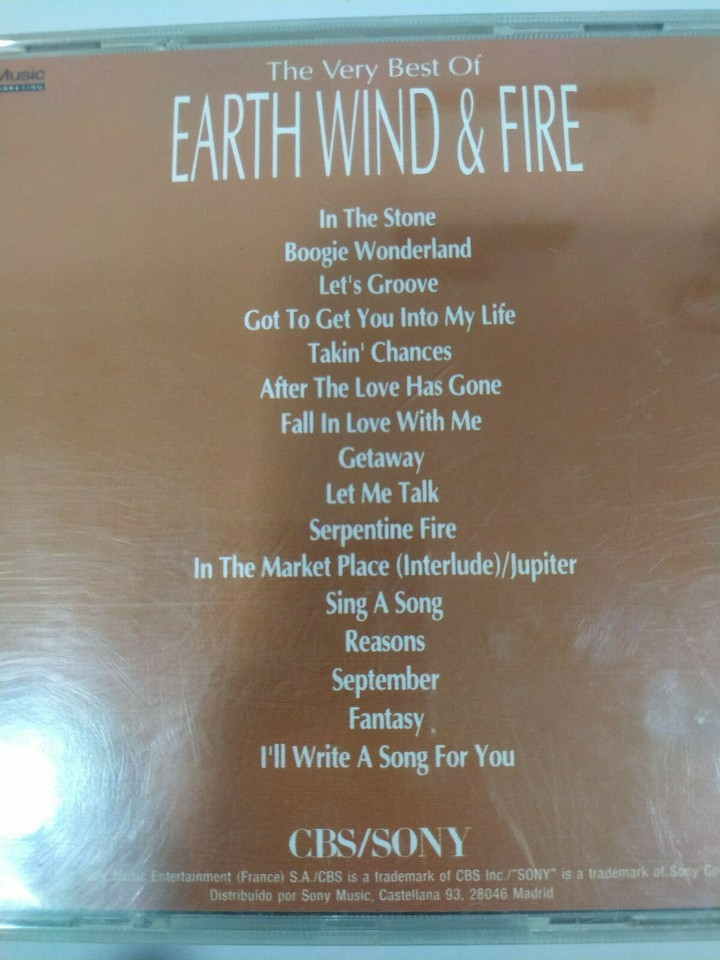 Music
The Very Best Of
EARTH WIND & FIRE
In The Stone
Boogie Wonderland
Let's Groove
Got To Get You Into My Life
Takin' Chances
After The Love Has Gone
Fall In Love With Me
Getaway
Let Me Talk
Serpentine Fire
In The Market Place (Interlude)/Jupiter
Sing A Song
Reasons
September
Fantasy
I'll Write A Song For You
CBS/SONY
Music Entertainment (France) S.A./CBS is a trademark of CBS Inc./"SONY" is a trademark of Sony
Distribuido por Sony Music, Castellana 93, 28046 Madrid